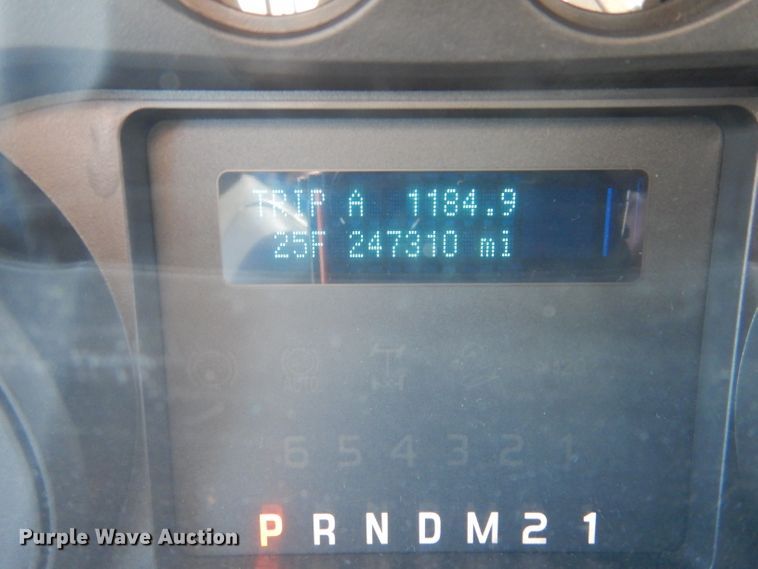 TRIP A 1184.9
25F 247310 mi
6 5 4 3 2 1
P R N D M 2 1
Purple Wave Auction